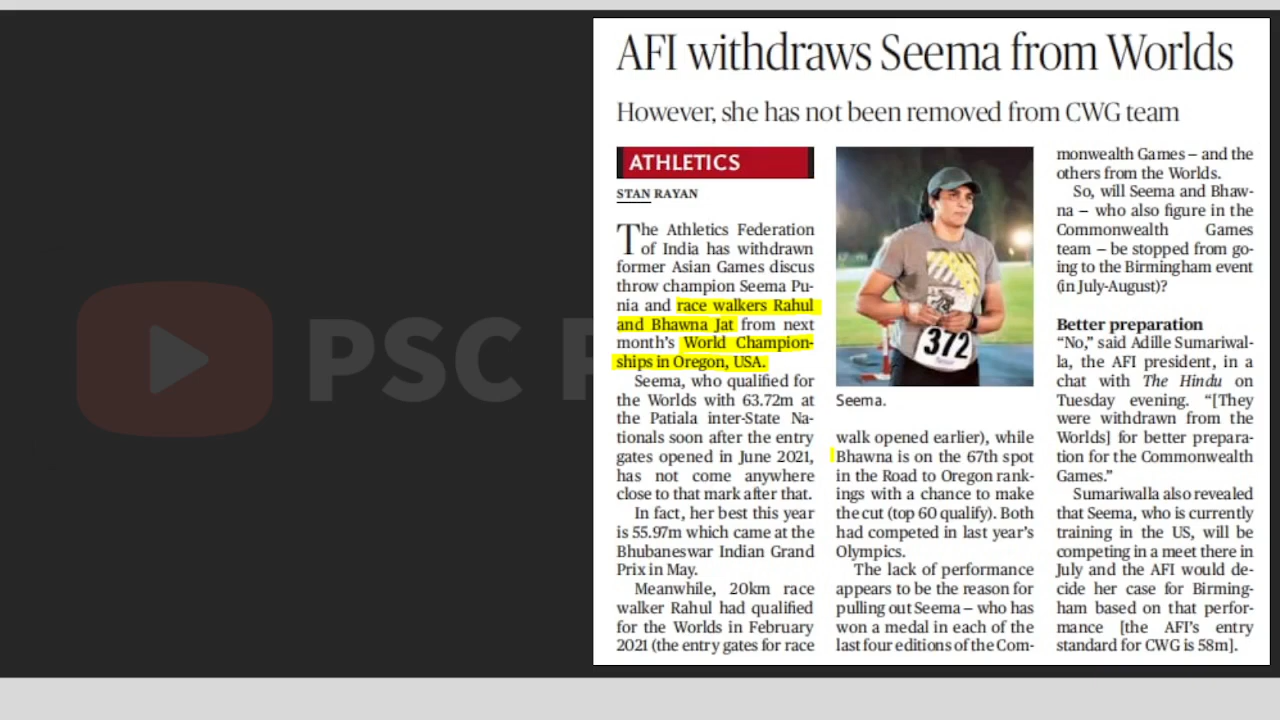 AFI withdraws Seema from Worlds
However, she has not been removed from CWG team
ATHLETICS
STAN RAYAN
The Athletics Federation
of India has withdrawn
former Asian Games discus
throw champion Seema Pu-
nia and race walkers Rahul
and Bhawna Jat from next
month's World Champion-
ships in Oregon, USA.
Seema, who qualified for
the Worlds with 63.72m at
the Patiala inter-State Na-
tionals soon after the entry
gates opened in June 2021,
has not come anywhere
close to that mark after that.
In fact, her best this year
is 55.97m which came at the
Bhubaneswar Indian Grand
Prix in May.
Meanwhile, 20km race
walker Rahul had qualified
for the Worlds in February
2021 (the entry gates for race
372
Seema.
walk opened earlier), while
Bhawna is on the 67th spot
in the Road to Oregon rank-
ings with a chance to make
the cut (top 60 qualify). Both
had competed in last year's
Olympics.
The lack of performance
appears to be the reason for
pulling out Seema – who has
won a medal in each of the
last four editions of the Com-
monwealth Games – and the
others from the Worlds.
So, will Seema and Bhaw-
na – who also figure in the
Commonwealth Games
team – be stopped from go-
ing to the Birmingham event
(in July-August)?
Better preparation
“No,” said Adille Sumariwal-
la, the AFI president, in a
chat with The Hindu on
Tuesday evening. “[They
were withdrawn from the
Worlds] for better prepara-
tion for the Commonwealth
Games.”
Sumariwalla also revealed
that Seema, who is currently
training in the US, will be
competing in a meet there in
July and the AFI would de-
cide her case for Birming-
ham based on that perfor-
mance [the AFI's entry
standard for CWG is 58m].
PSC